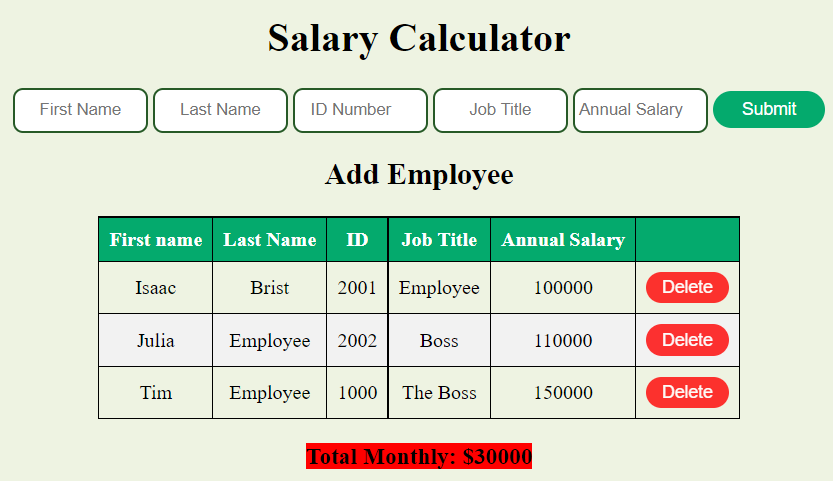 Salary Calculator
First Name Last Name ID Number Job Title Annual Salary Submit
Add Employee
First name Last Name ID Job Title Annual Salary
Isaac Brist 2001 Employee 100000 Delete
Julia Employee 2002 Boss 110000 Delete
Tim Employee 1000 The Boss 150000 Delete
Total Monthly: $30000